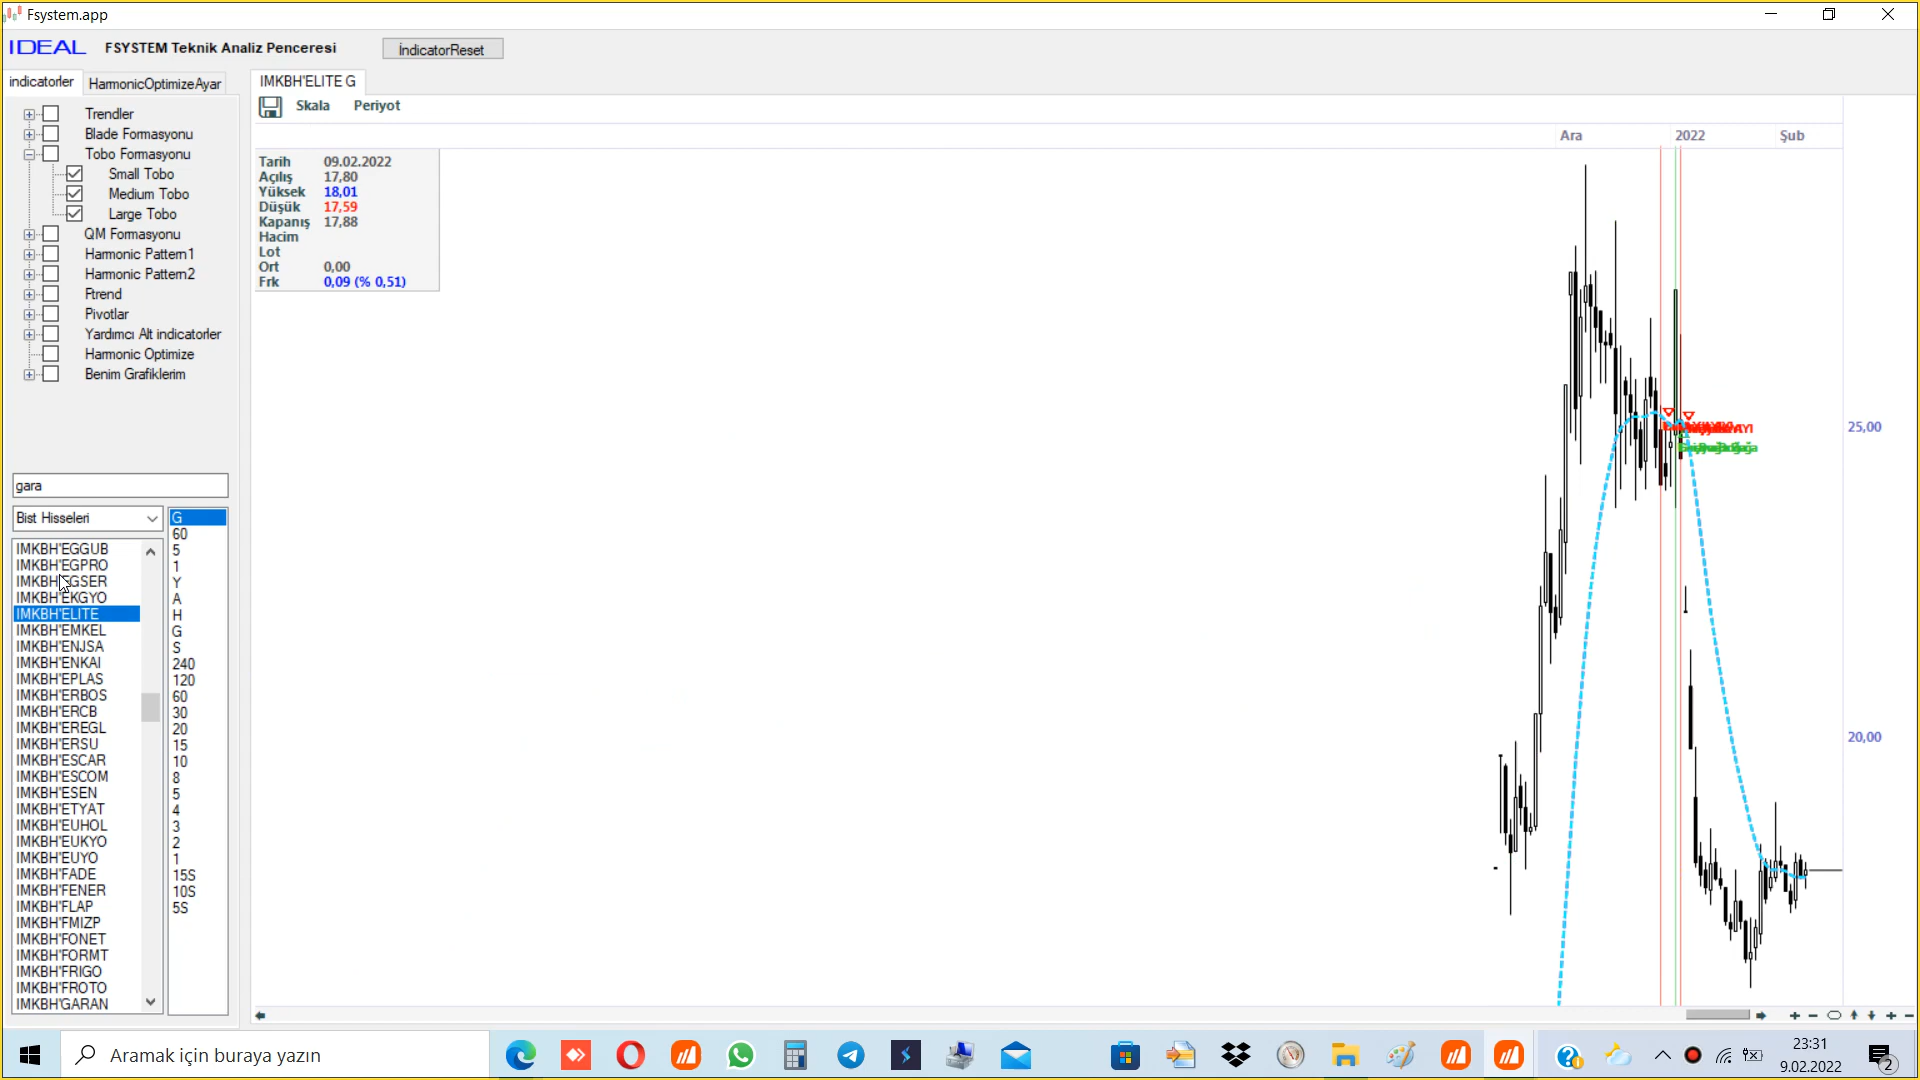 Fsystem.app
IDEAL FSYSTEM Teknik Analiz Penceresi İndicatorReset
indicatorler HarmonicOptimizeAyar IMKBH'ELITE G
Skala Periyot
Ara 2022 Şub
Trendler
Blade Formasyonu
Tobo Formasyonu
Small Tobo
Medium Tobo
Large Tobo
QM Formasyonu
Harmonic Pattern1
Harmonic Pattern2
Ftrend
Pivotlar
Yardımcı Alt indicatorler
Harmonic Optimize
Benim Grafiklerim
Tarih 09.02.2022
Açılış 17,80
Yüksek 18,01
Düşük 17,59
Kapanış 17,88
Hacim
Lot
Ort 0,00
Frk 0,09 (% 0,51)
25,00
20,00
gara
Bist Hisseleri
IMKBH'EGGUB
IMKBH'EGPRO
IMKBH'EGSER
IMKBH'EKGYO
IMKBH'ELITE
IMKBH'EMKEL
IMKBH'ENJSA
IMKBH'ENKAI
IMKBH'EPLAS
IMKBH'ERBOS
IMKBH'ERCB
IMKBH'EREGL
IMKBH'ERSU
IMKBH'ESCAR
IMKBH'ESCOM
IMKBH'ESEN
IMKBH'ETYAT
IMKBH'EUHOL
IMKBH'EUKYO
IMKBH'EUYO
IMKBH'FADE
IMKBH'FENER
IMKBH'FLAP
IMKBH'FMIZP
IMKBH'FONET
IMKBH'FORMT
IMKBH'FRIGO
IMKBH'FROTO
IMKBH'GARAN
G
60
5
1
Y
A
H
G
S
240
120
60
30
20
15
10
8
5
4
3
2
1
15S
10S
5S
Aramak için buraya yazın
23:31
9.02.2022
2